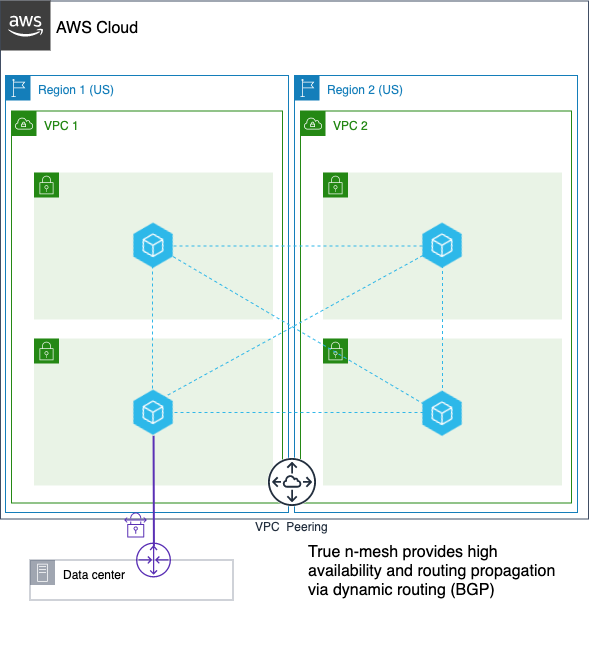 aws
AWS Cloud
Region 1 (US)
Region 2 (US)
VPC 1
VPC 2
VPC Peering
Data center
True n-mesh provides high
availability and routing propagation
via dynamic routing (BGP)